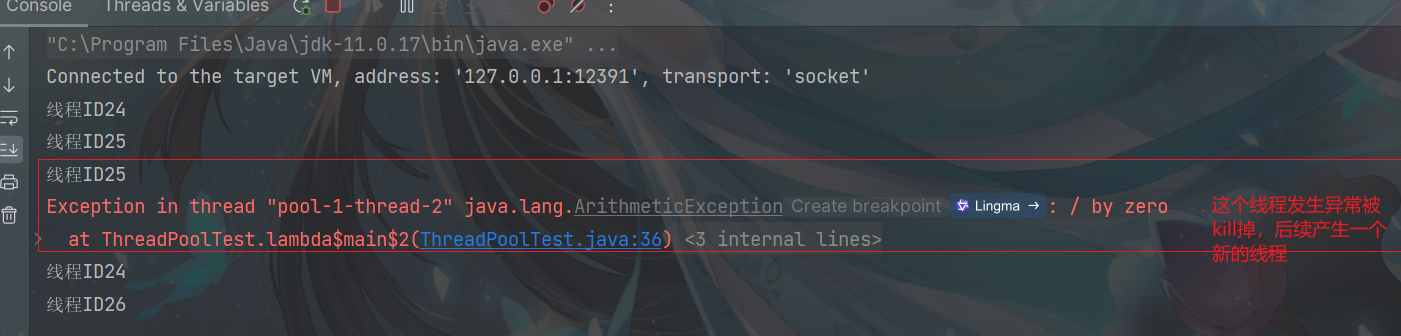 Console Threads & Variables
"C:\Program Files\Java\jdk-11.0.17\bin\java.exe" ...
Connected to the target VM, address: '127.0.0.1:12391', transport: 'socket'
线程ID24
线程ID25
线程ID25
Exception in thread "pool-1-thread-2" java.lang.ArithmeticException Create breakpoint Lingma → : / by zero
at ThreadPoolTest.lambda$main$2(ThreadPoolTest.java:36) <3 internal lines>
. 这个线程发生异常被
kill掉，后续产生一个
新的线程
线程ID24
线程ID26